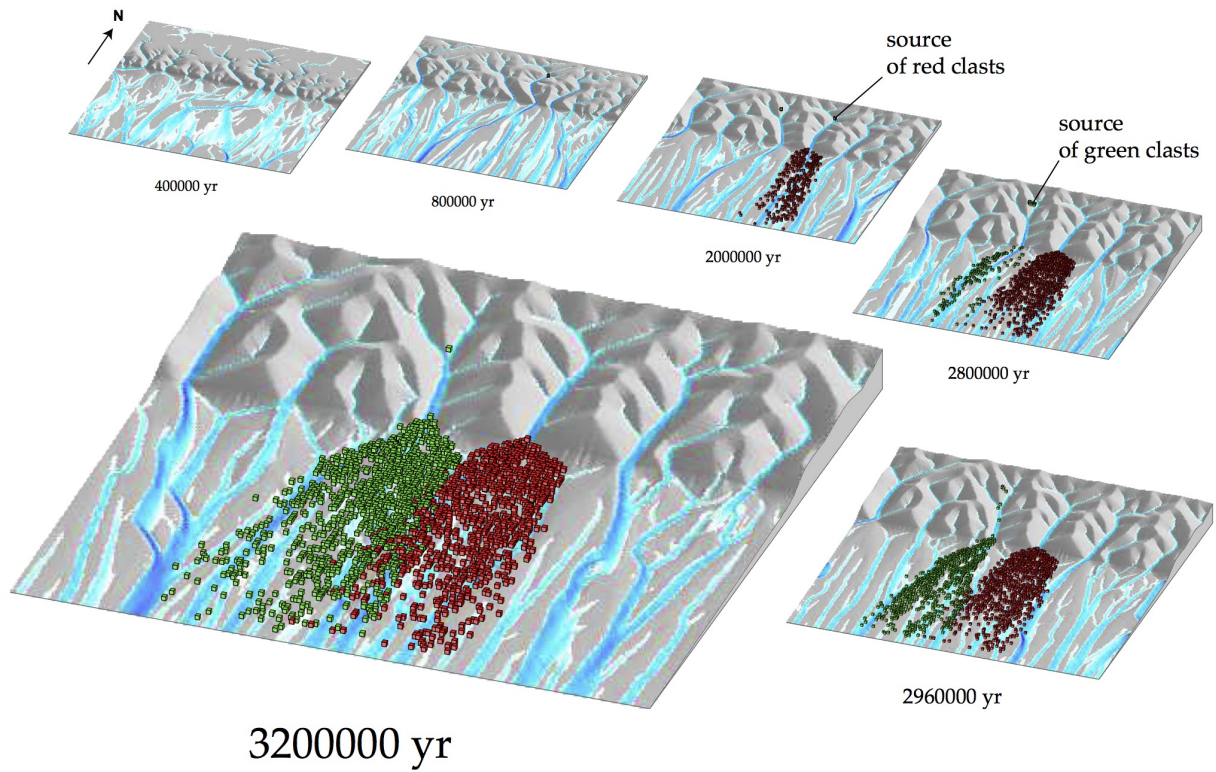 N
source
of red clasts
source
of green clasts
400000 yr
800000 yr
2000000 yr
2800000 yr
2960000 yr
3200000 yr